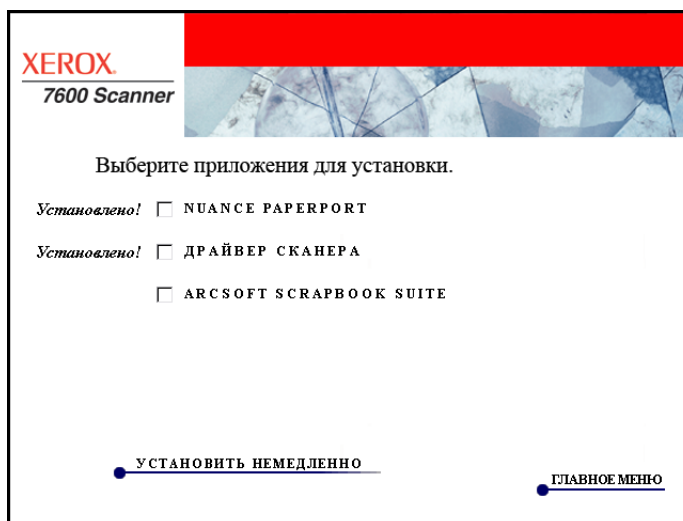 XEROX.
7600 Scanner
Выберите приложения для установки.
Установлено! NUANCE PAPERPORT
Установлено! ДРАЙВЕР СКАНЕРА
ARCSOFT SCRAPBOOK SUITE
УСТАНОВИТЬ НЕМЕДЛЕННО
ГЛАВНОЕ МЕНЮ